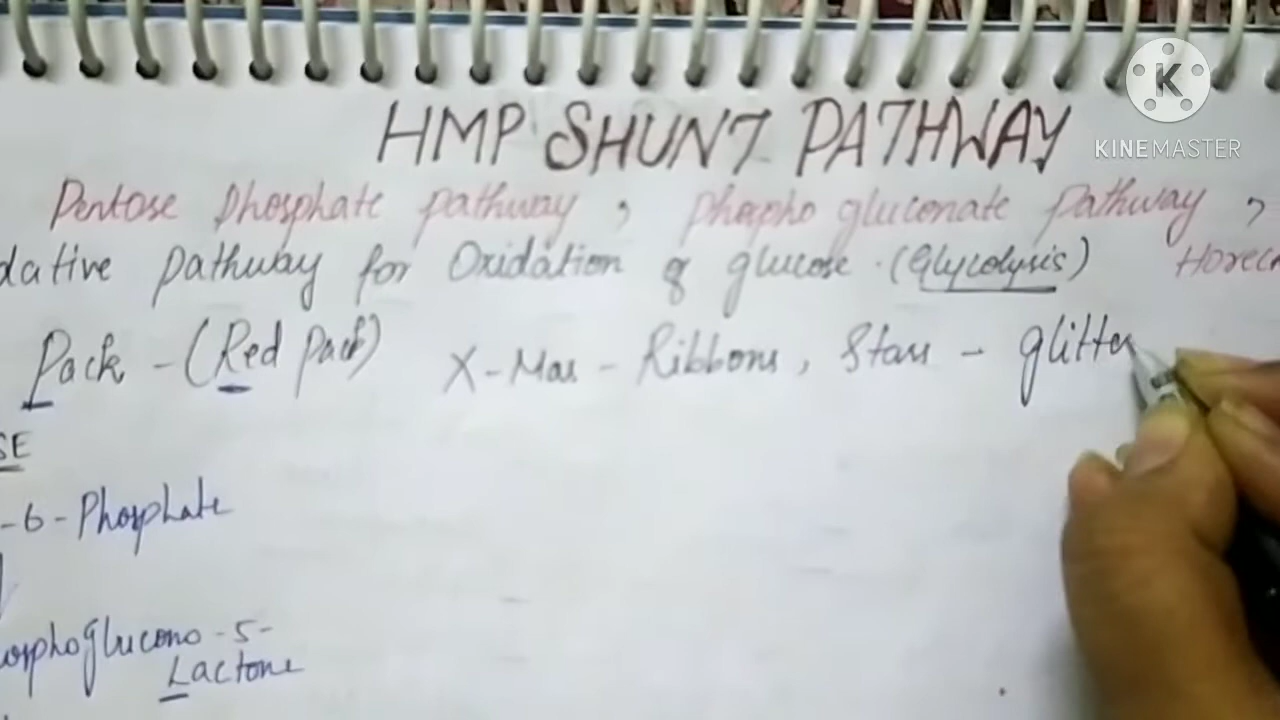 K
KINEMASTER
HMP SHUNT PATHWAY
Pentose phosphate pathway , phospho gluconate pathway ,
dative pathway for Oxidation of glucose . (Glycolysis) Horec
Pack - (Red pack) X-Mas - Ribbons, Stars - glitter
SE
-6-Phosphate
osphoglucono-5-
Lactone